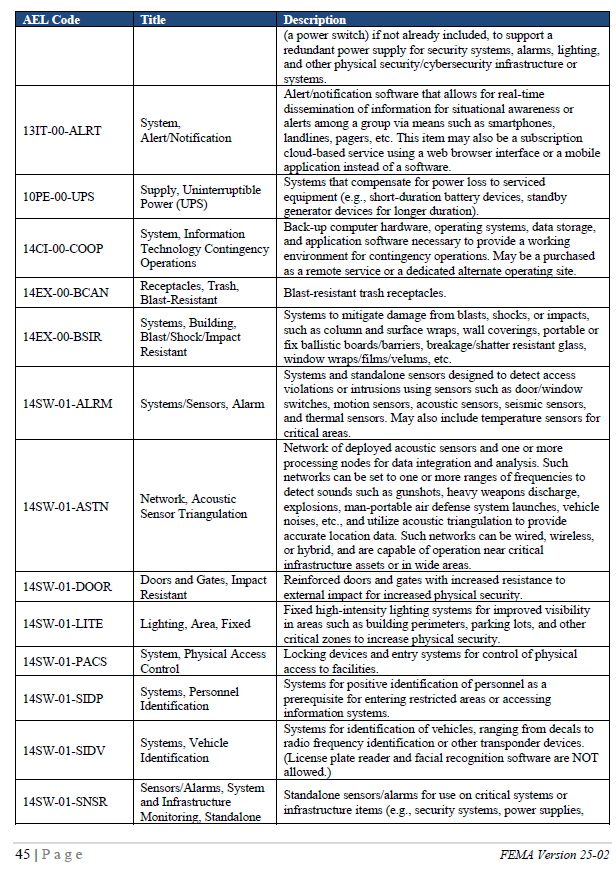 AEL Code Title Description
(a power switch) if not already included, to support a
redundant power supply for security systems, alarms, lighting,
and other physical security/cybersecurity infrastructure or
systems.
13IT-00-ALRT
System,
Alert/Notification
Alert/notification software that allows for real-time
dissemination of information for situational awareness or
alerts among a group via means such as smartphones,
landlines, pagers, etc. This item may also be a subscription
cloud-based service using a web browser interface or a mobile
application instead of a software.
10PE-00-UPS
Supply, Uninterruptible
Power (UPS)
Systems that compensate for power loss to serviced
equipment (e.g., short-duration battery devices, standby
generator devices for longer duration).
14CI-00-COOP
System, Information
Technology Contingency
Operations
Back-up computer hardware, operating systems, data storage,
and application software necessary to provide a working
environment for contingency operations. May be a purchased
as a remote service or a dedicated alternate operating site.
14EX-00-BCAN
Receptacles, Trash,
Blast-Resistant
Blast-resistant trash receptacles.
14EX-00-BSIR
Systems, Building,
Blast/Shock/Impact
Resistant
Systems to mitigate damage from blasts, shocks, or impacts,
such as column and surface wraps, wall coverings, portable or
fix ballistic boards/barriers, breakage/shatter resistant glass,
window wraps/films/velums, etc.
14SW-01-ALRM
Systems/Sensors, Alarm
Systems and standalone sensors designed to detect access
violations or intrusions using sensors such as door/window
switches, motion sensors, acoustic sensors, seismic sensors,
and thermal sensors. May also include temperature sensors for
critical areas.
14SW-01-ASTN
Network, Acoustic
Sensor Triangulation
Network of deployed acoustic sensors and one or more
processing nodes for data integration and analysis. Such
networks can be set to one or more ranges of frequencies to
detect sounds such as gunshots, heavy weapons discharge,
explosions, man-portable air defense system launches, vehicle
noises, etc., and utilize acoustic triangulation to provide
accurate location data. Such networks can be wired, wireless,
or hybrid, and are capable of operation near critical
infrastructure assets or in wide areas.
14SW-01-DOOR
Doors and Gates, Impact
Resistant
Reinforced doors and gates with increased resistance to
external impact for increased physical security.
14SW-01-LITE
Lighting, Area, Fixed
Fixed high-intensity lighting systems for improved visibility
in areas such as building perimeters, parking lots, and other
critical zones to increase physical security.
14SW-01-PACS
System, Physical Access
Control
Locking devices and entry systems for control of physical
access to facilities.
14SW-01-SIDP
Systems, Personnel
Identification
Systems for positive identification of personnel as a
prerequisite for entering restricted areas or accessing
information systems.
14SW-01-SIDV
Systems, Vehicle
Identification
Systems for identification of vehicles, ranging from decals to
radio frequency identification or other transponder devices.
(License plate reader and facial recognition software are NOT
allowed.)
14SW-01-SNSR
Sensors/Alarms, System
and Infrastructure
Monitoring, Standalone
Standalone sensors/alarms for use on critical systems or
infrastructure items (e.g., security systems, power supplies,
45 | P a g e
FEMA Version 25-02